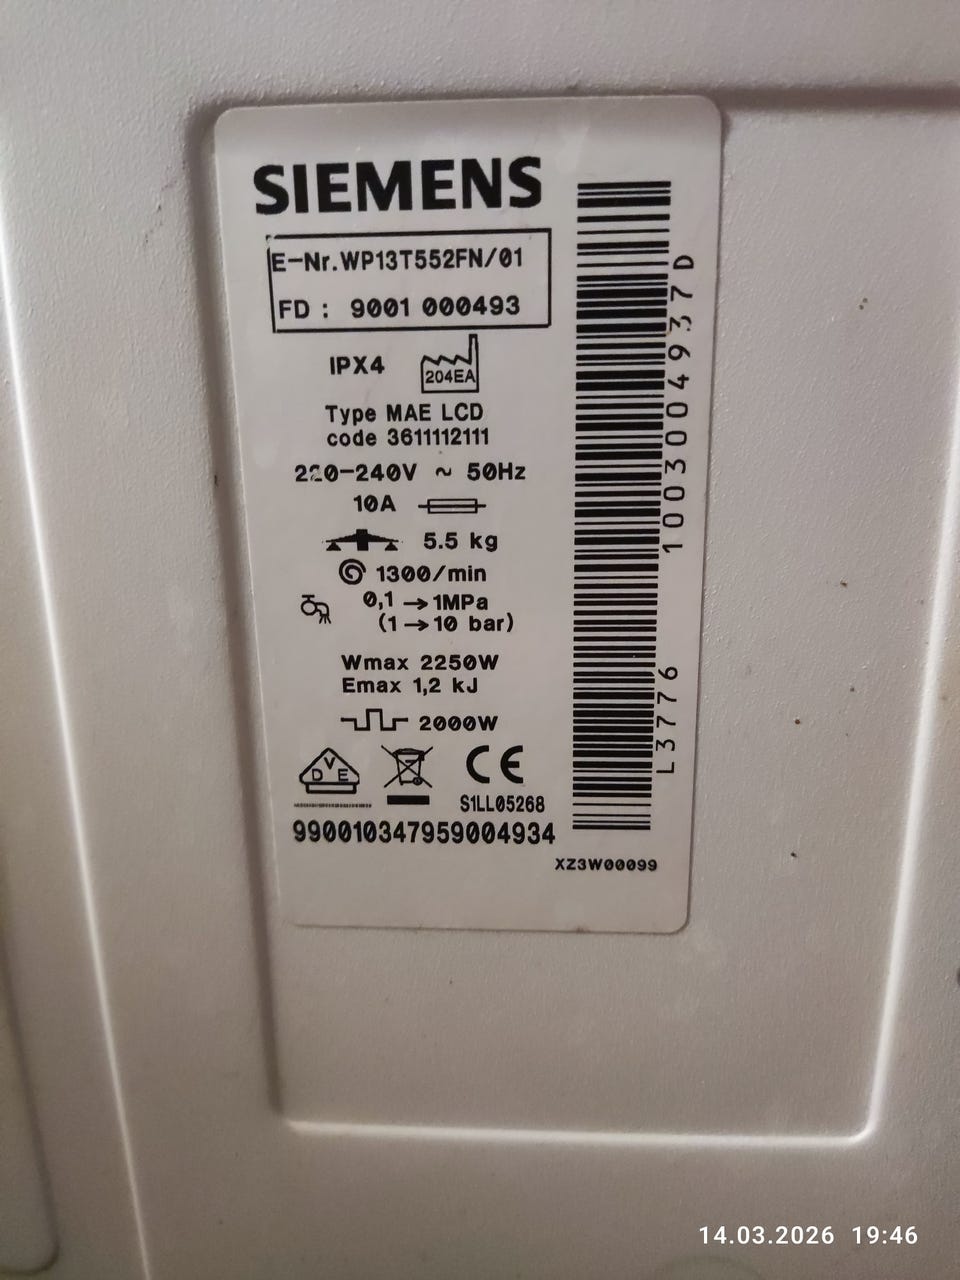 SIEMENS
E-Nr.WP13T552FN/01
FD : 9001 000493
IPX4
204EA
Type MAE LCD
code 3611112111
220-240V ~ 50Hz
10A
5.5 kg
1300/min
0,1 → 1MPa
(1 → 10 bar)
Wmax 2250W
Emax 1,2 kJ
2000W
D V E
CE
S1LL05268
990010347959004934
XZ3W00099
L3776
1003004937D
14.03.2026 19:46